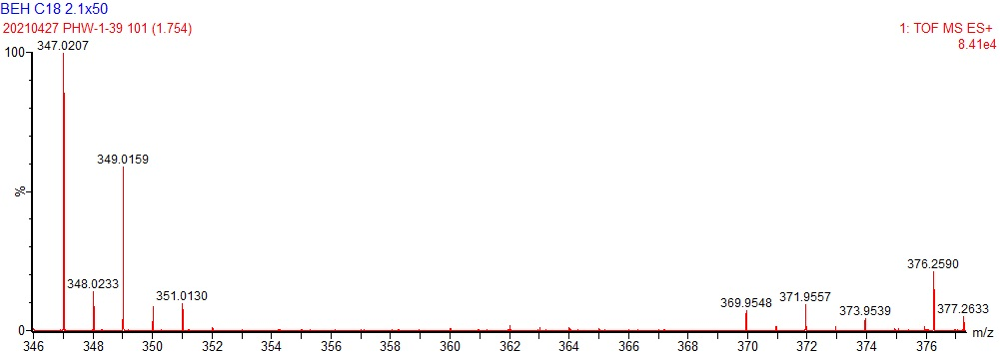 BEH C18 2.1x50
20210427 PHW-1-39 101 (1.754)
1: TOF MS ES+
8.41e4
100
%
0
347.0207
348.0233
349.0159
351.0130
369.9548
371.9557
373.9539
376.2590
377.2633
346 348 350 352 354 356 358 360 362 364 366 368 370 372 374 376
m/z